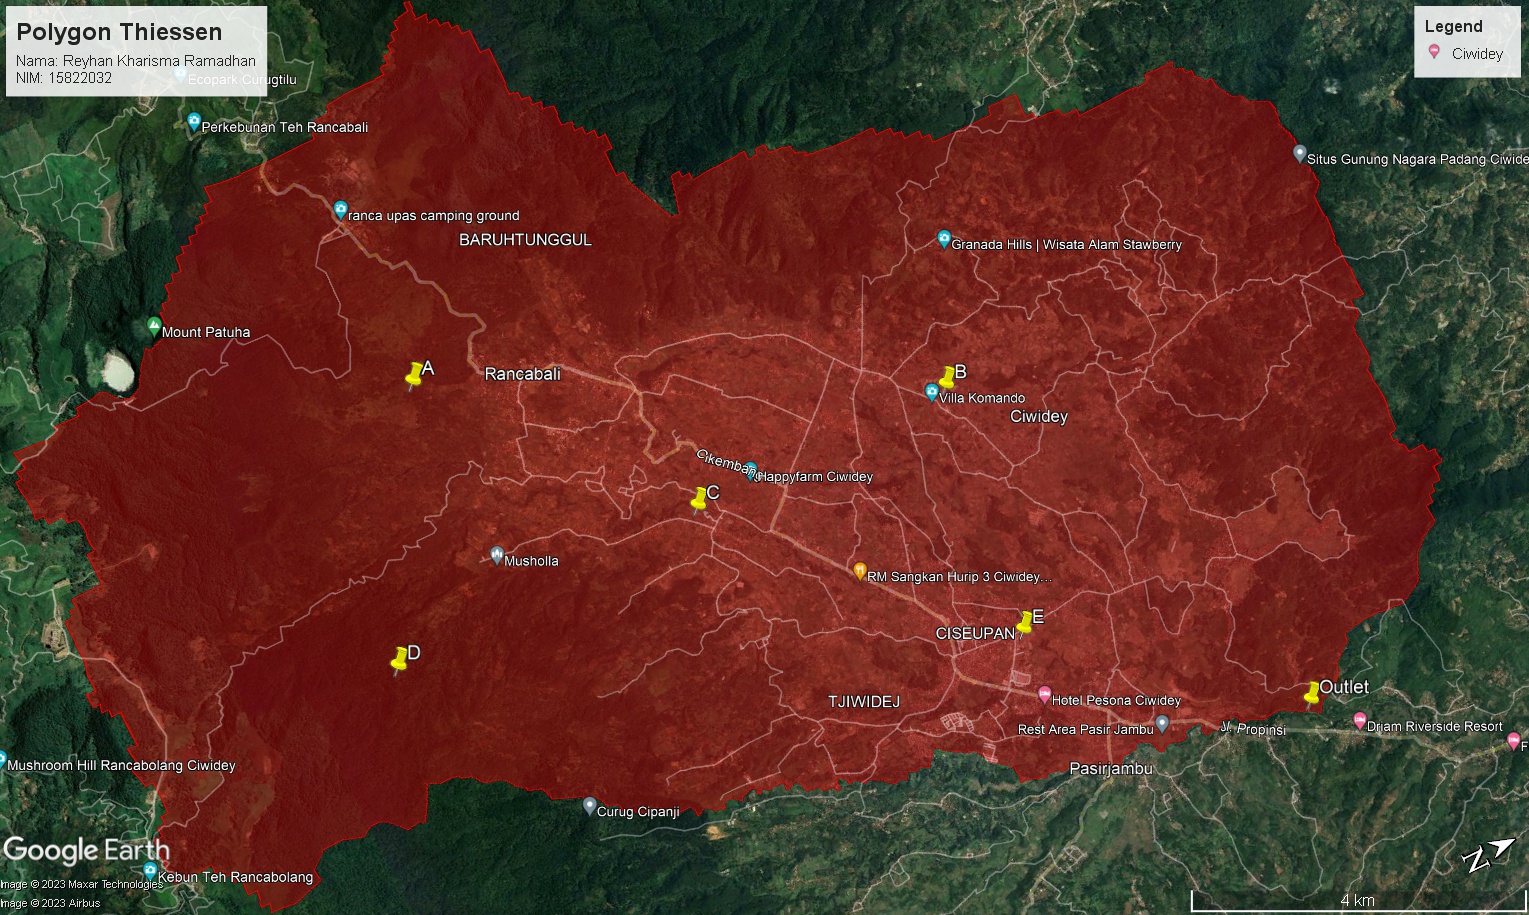 Polygon Thiessen
Nama: Reyhan Kharisma Ramadhan
NIM: 15822032
Legend
Ciwidey
Ecopark Curugtilu
Perkebunan Teh Rancabali
Situs Gunung Nagara Padang Ciwide
ranca upas camping ground
BARUHTUNGGUL
Granada Hills | Wisata Alam Stawberry
Mount Patuha
A
Rancabali
B
Villa Komando
Ciwidey
Cikembang
Happyfarm Ciwidey
C
Musholla
RM Sangkan Hurip 3 Ciwidey...
E
CISEUPAN
D
Outlet
TJIWIDEJ
Hotel Pesona Ciwidey
Rest Area Pasir Jambu
Jl. Propinsi
Driam Riverside Resort
F
Mushroom Hill Rancabolang Ciwidey
Pasirjambu
Curug Cipanji
Google Earth
Kebun Teh Rancabolang
Image © 2023 Maxar Technologies
Image © 2023 Airbus
N
4 km